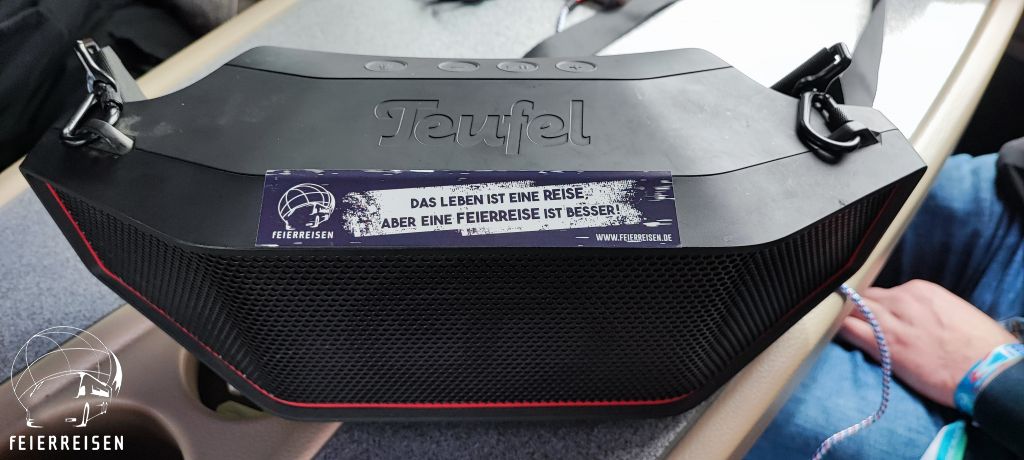 Teufel
DAS LEBEN IST EINE REISE,
ABER EINE FEIERREISE IST BESSER!
FEIERREISEN
WWW.FEIERREISEN.DE
FEIERREISEN